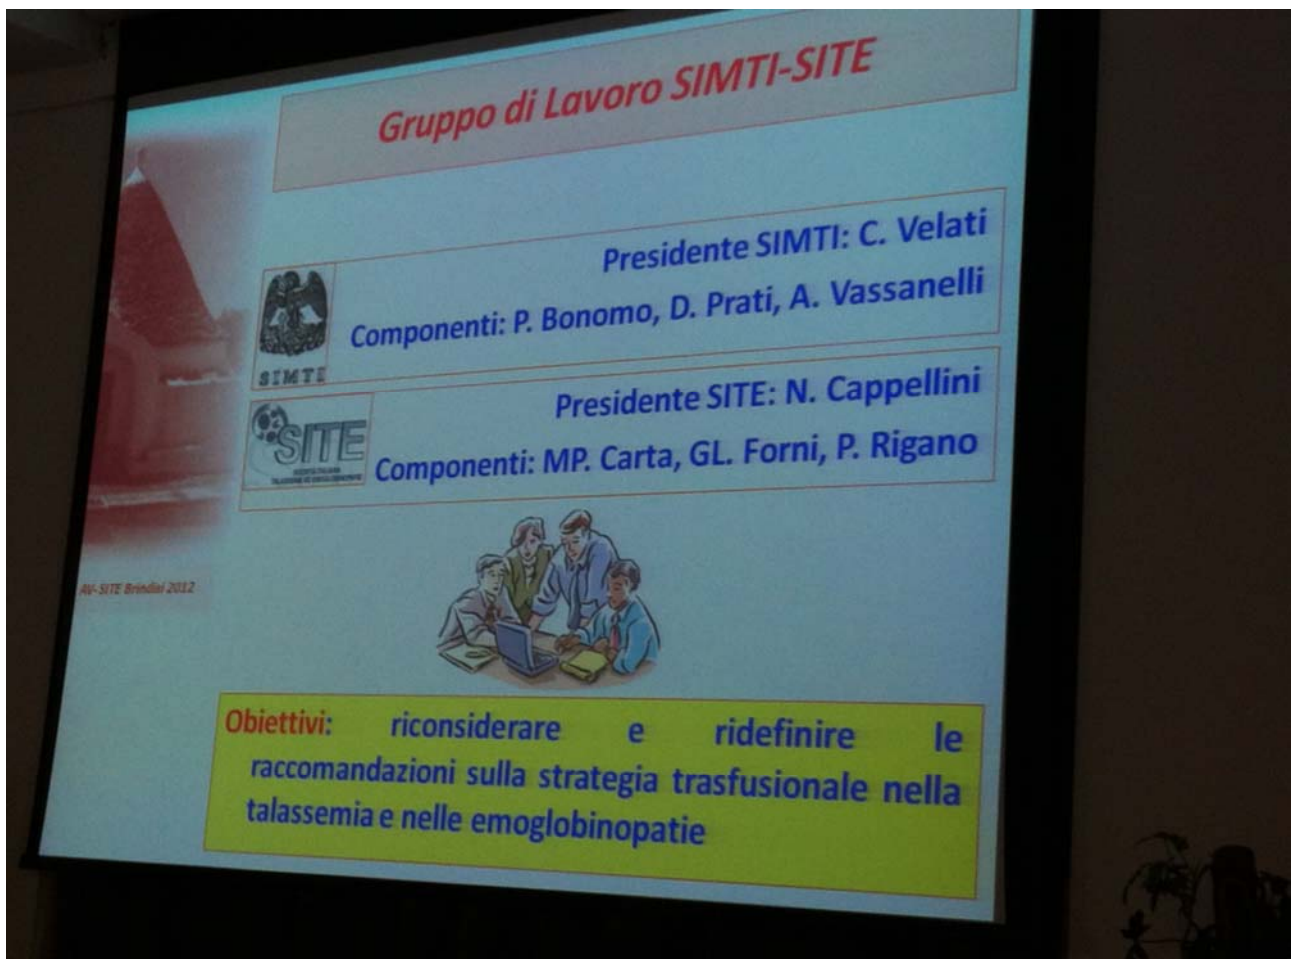 Gruppo di Lavoro SIMTI-SITE
Presidente SIMTI: C. Velati
Componenti: P. Bonomo, D. Prati, A. Vassanelli
SIMTI
Presidente SITE: N. Cappellini
SITE
Componenti: MP. Carta, GL. Forni, P. Rigano
AV-SITE Brindisi 2012
Obiettivi: riconsiderare e ridefinire le
raccomandazioni sulla strategia trasfusionale nella
talassemia e nelle emoglobinopatie